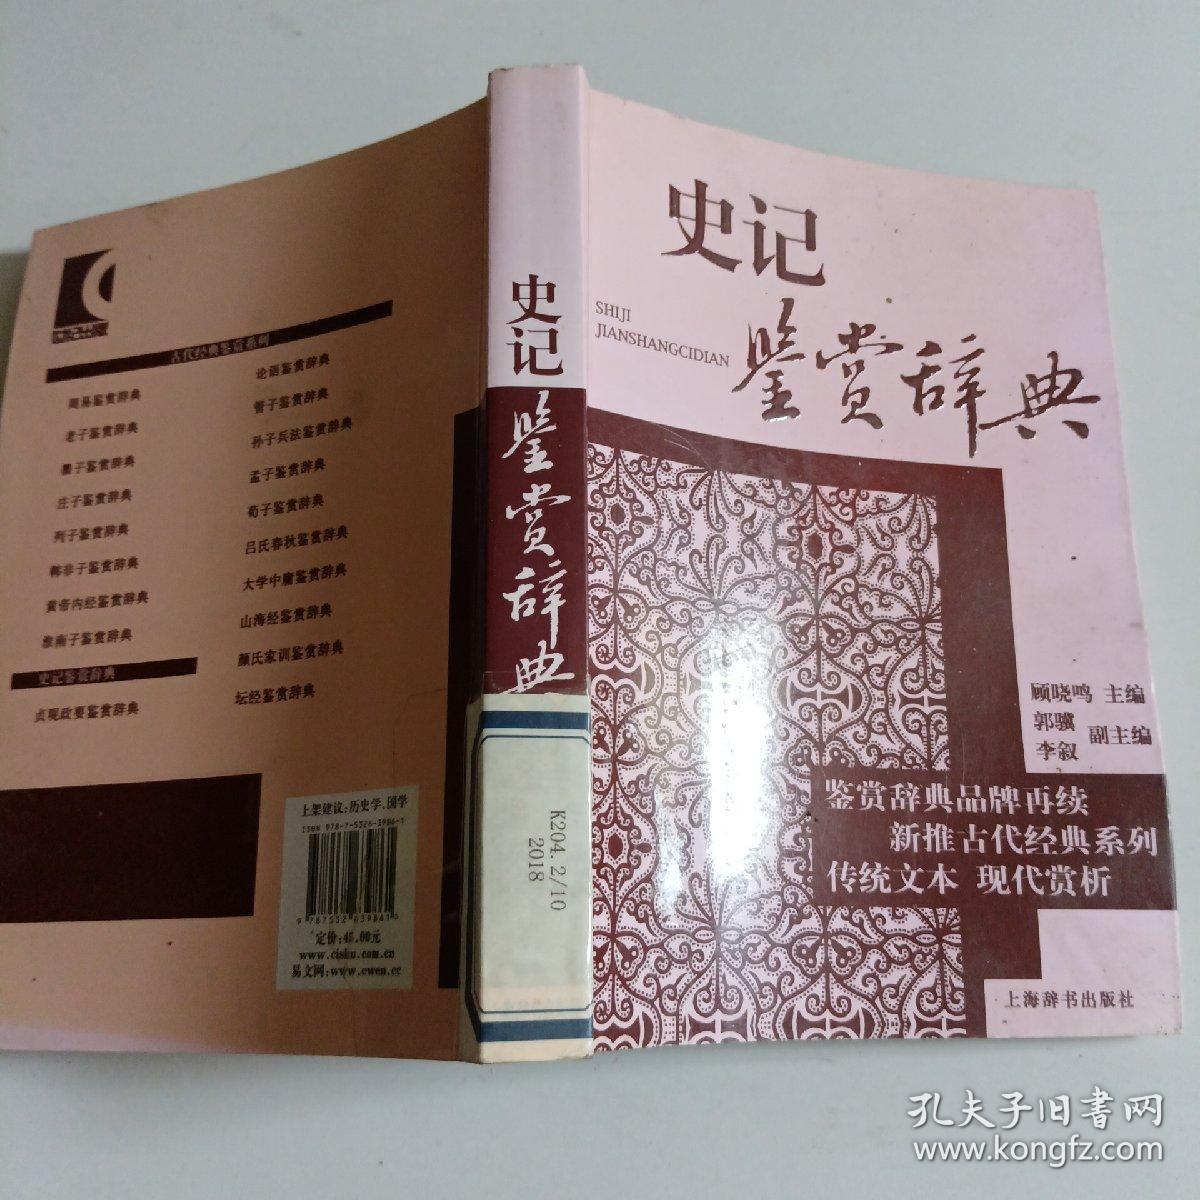 史记
SHIJI
JIANSHANGCIDIAN
鉴赏辞典
顾晓鸣 主编
郭骥
李叙 副主编
鉴赏辞典品牌再续
新推古代经典系列
传统文本 现代赏析
上海辞书出版社
史记
鉴赏辞典
K204.2/10
2018
古代经典鉴赏系列
周易鉴赏辞典
老子鉴赏辞典
墨子鉴赏辞典
庄子鉴赏辞典
列子鉴赏辞典
韩非子鉴赏辞典
黄帝内经鉴赏辞典
淮南子鉴赏辞典
史记鉴赏辞典
贞观政要鉴赏辞典
论语鉴赏辞典
管子鉴赏辞典
孙子兵法鉴赏辞典
孟子鉴赏辞典
荀子鉴赏辞典
吕氏春秋鉴赏辞典
大学中庸鉴赏辞典
山海经鉴赏辞典
颜氏家训鉴赏辞典
坛经鉴赏辞典
上架建议:历史学,国学
ISBN 978-7-5326-3986-1
9 787532 639861
定价:45.00元
www.cishu.com.cn
易文网:www.ewen.cc
孔夫子旧书网
www.kongfz.com